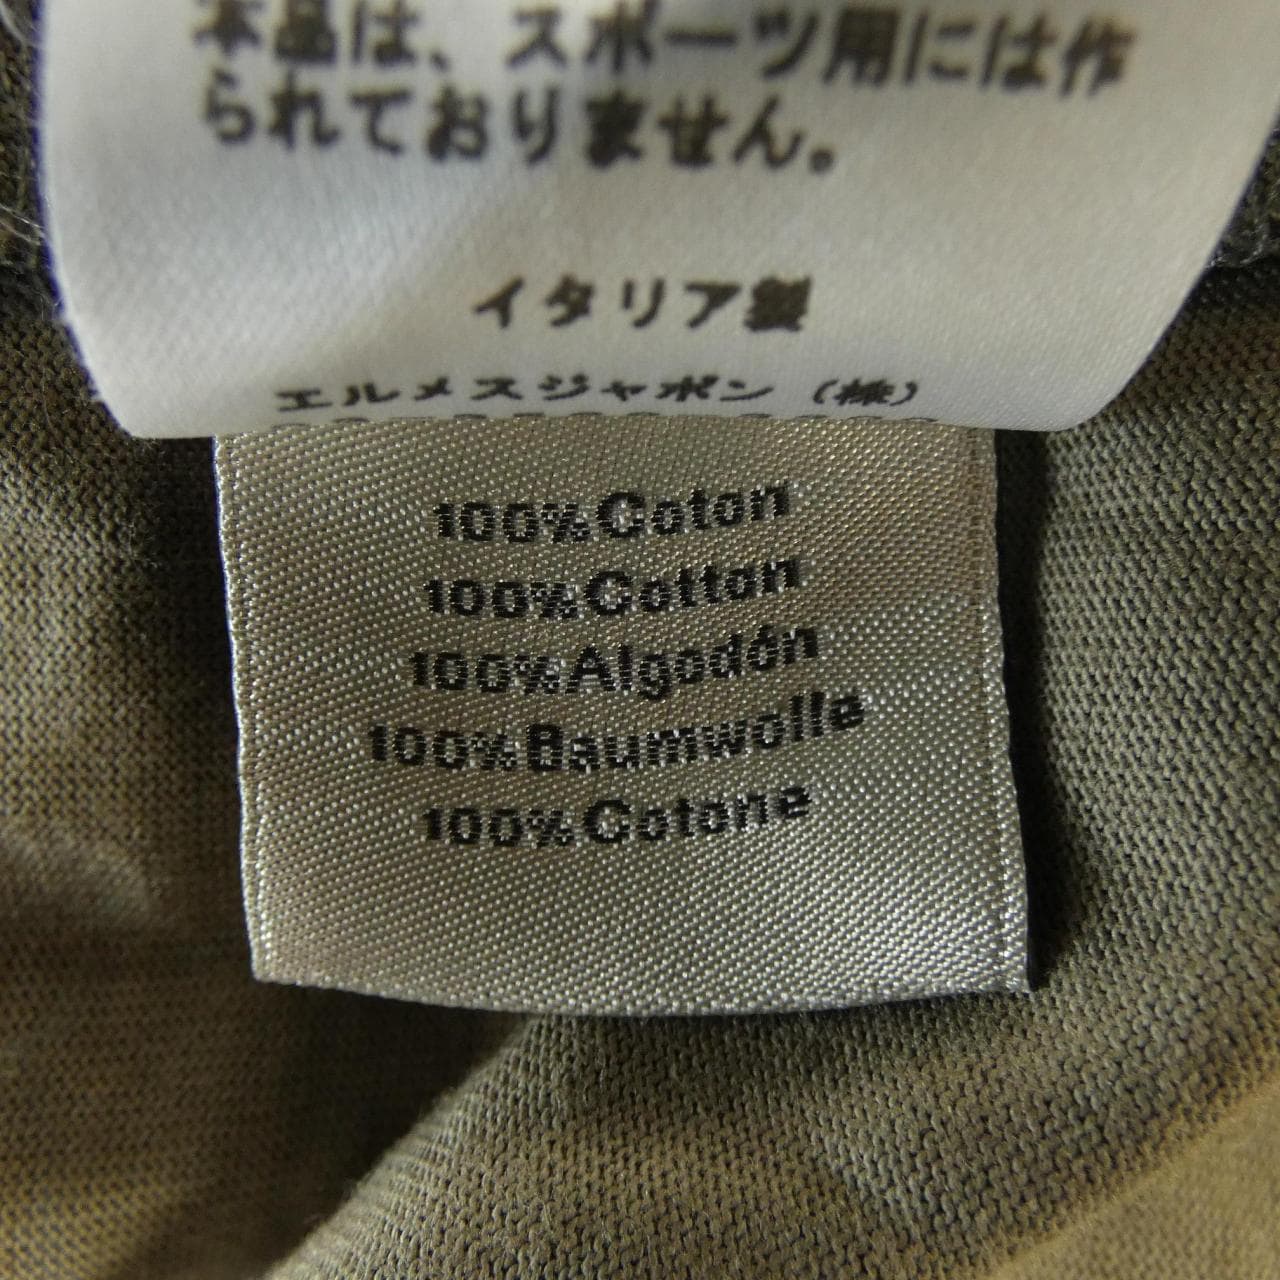 本品は、スポーツ用には作
られておりません。
イタリア製
エルメスジャポン（株）
100%Coton
100%Cotton
100%Algodón
100%Baumwolle
100%Cotone